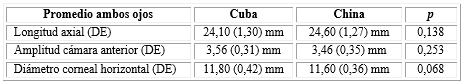 Promedio ambos ojos Cuba China p
Longitud axial (DE) 24,10 (1,30) mm 24,60 (1,27) mm 0,138
Amplitud cámara anterior (DE) 3,56 (0,31) mm 3,46 (0,35) mm 0,253
Diámetro corneal horizontal (DE) 11,80 (0,42) mm 11,60 (0,36) mm 0,068